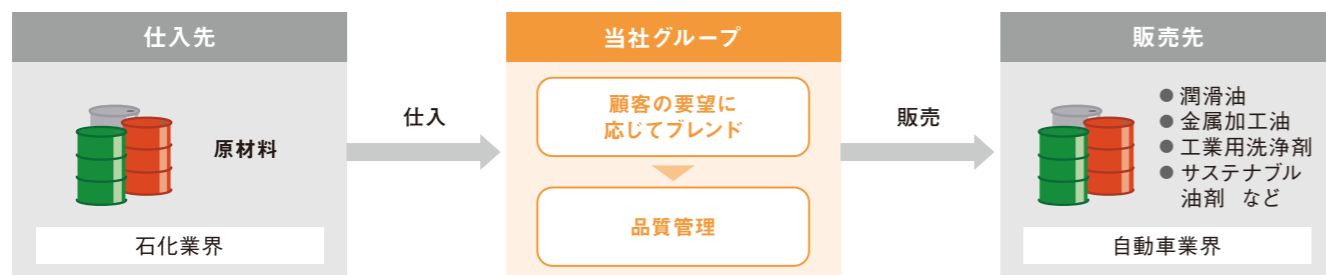 仕入先
原材料
石化業界
仕入
当社グループ
顧客の要望に
応じてブレンド
品質管理
販売
販売先
● 潤滑油
● 金属加工油
● 工業用洗浄剤
● サステナブル
油剤 など
自動車業界